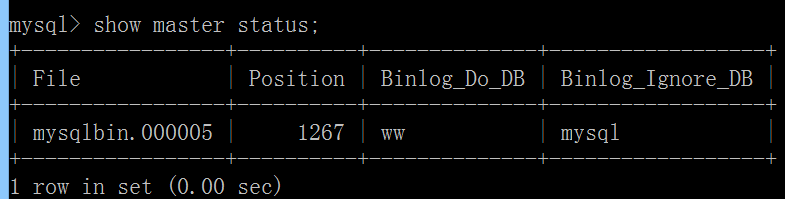 mysql> show master status;
+------------------+----------+--------------+------------------+
| File             | Position | Binlog_Do_DB | Binlog_Ignore_DB |
+------------------+----------+--------------+------------------+
| mysqlbin.000005 |     1267 | ww           | mysql            |
+------------------+----------+--------------+------------------+
1 row in set (0.00 sec)